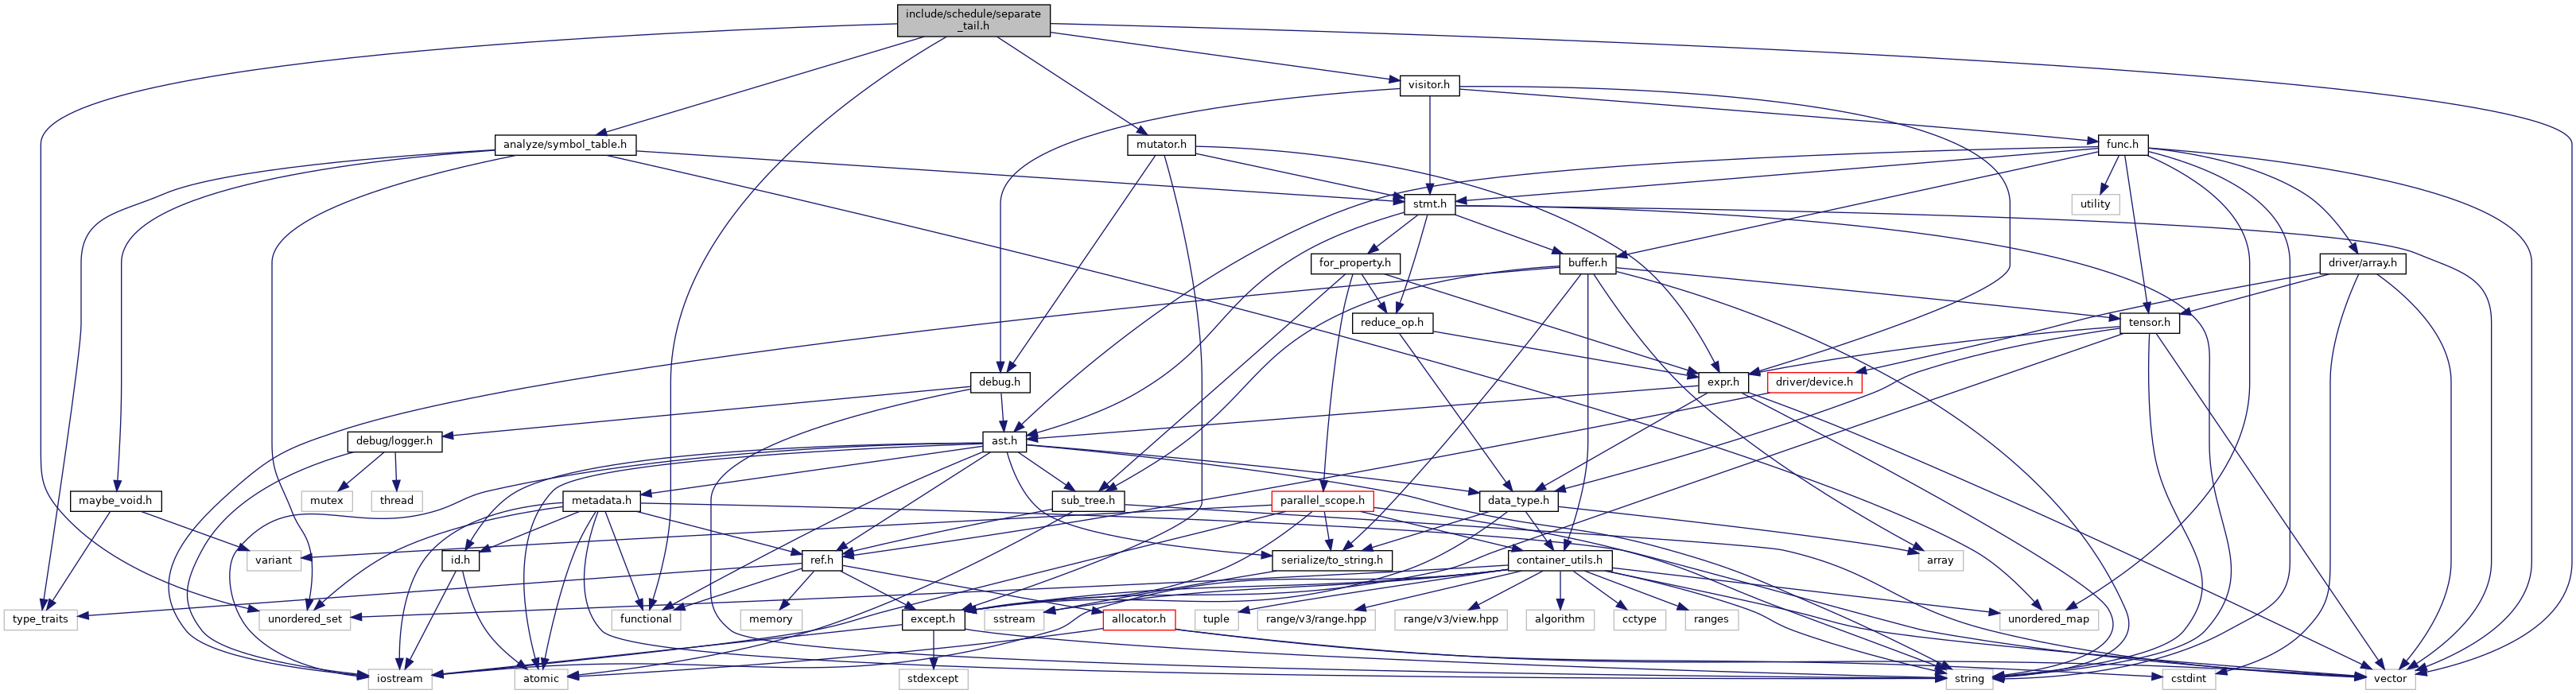 include/schedule/separate
_tail.h
visitor.h
analyze/symbol_table.h
mutator.h
func.h
stmt.h
utility
for_property.h
buffer.h
driver/array.h
reduce_op.h
tensor.h
debug.h
expr.h
driver/device.h
debug/logger.h
ast.h
mutex
thread
maybe_void.h
metadata.h
sub_tree.h
parallel_scope.h
data_type.h
variant
id.h
ref.h
serialize/to_string.h
container_utils.h
array
type_traits
unordered_set
functional
memory
except.h
sstream
allocator.h
tuple
range/v3/range.hpp
range/v3/view.hpp
algorithm
cctype
ranges
unordered_map
iostream
atomic
stdexcept
string
cstdint
vector